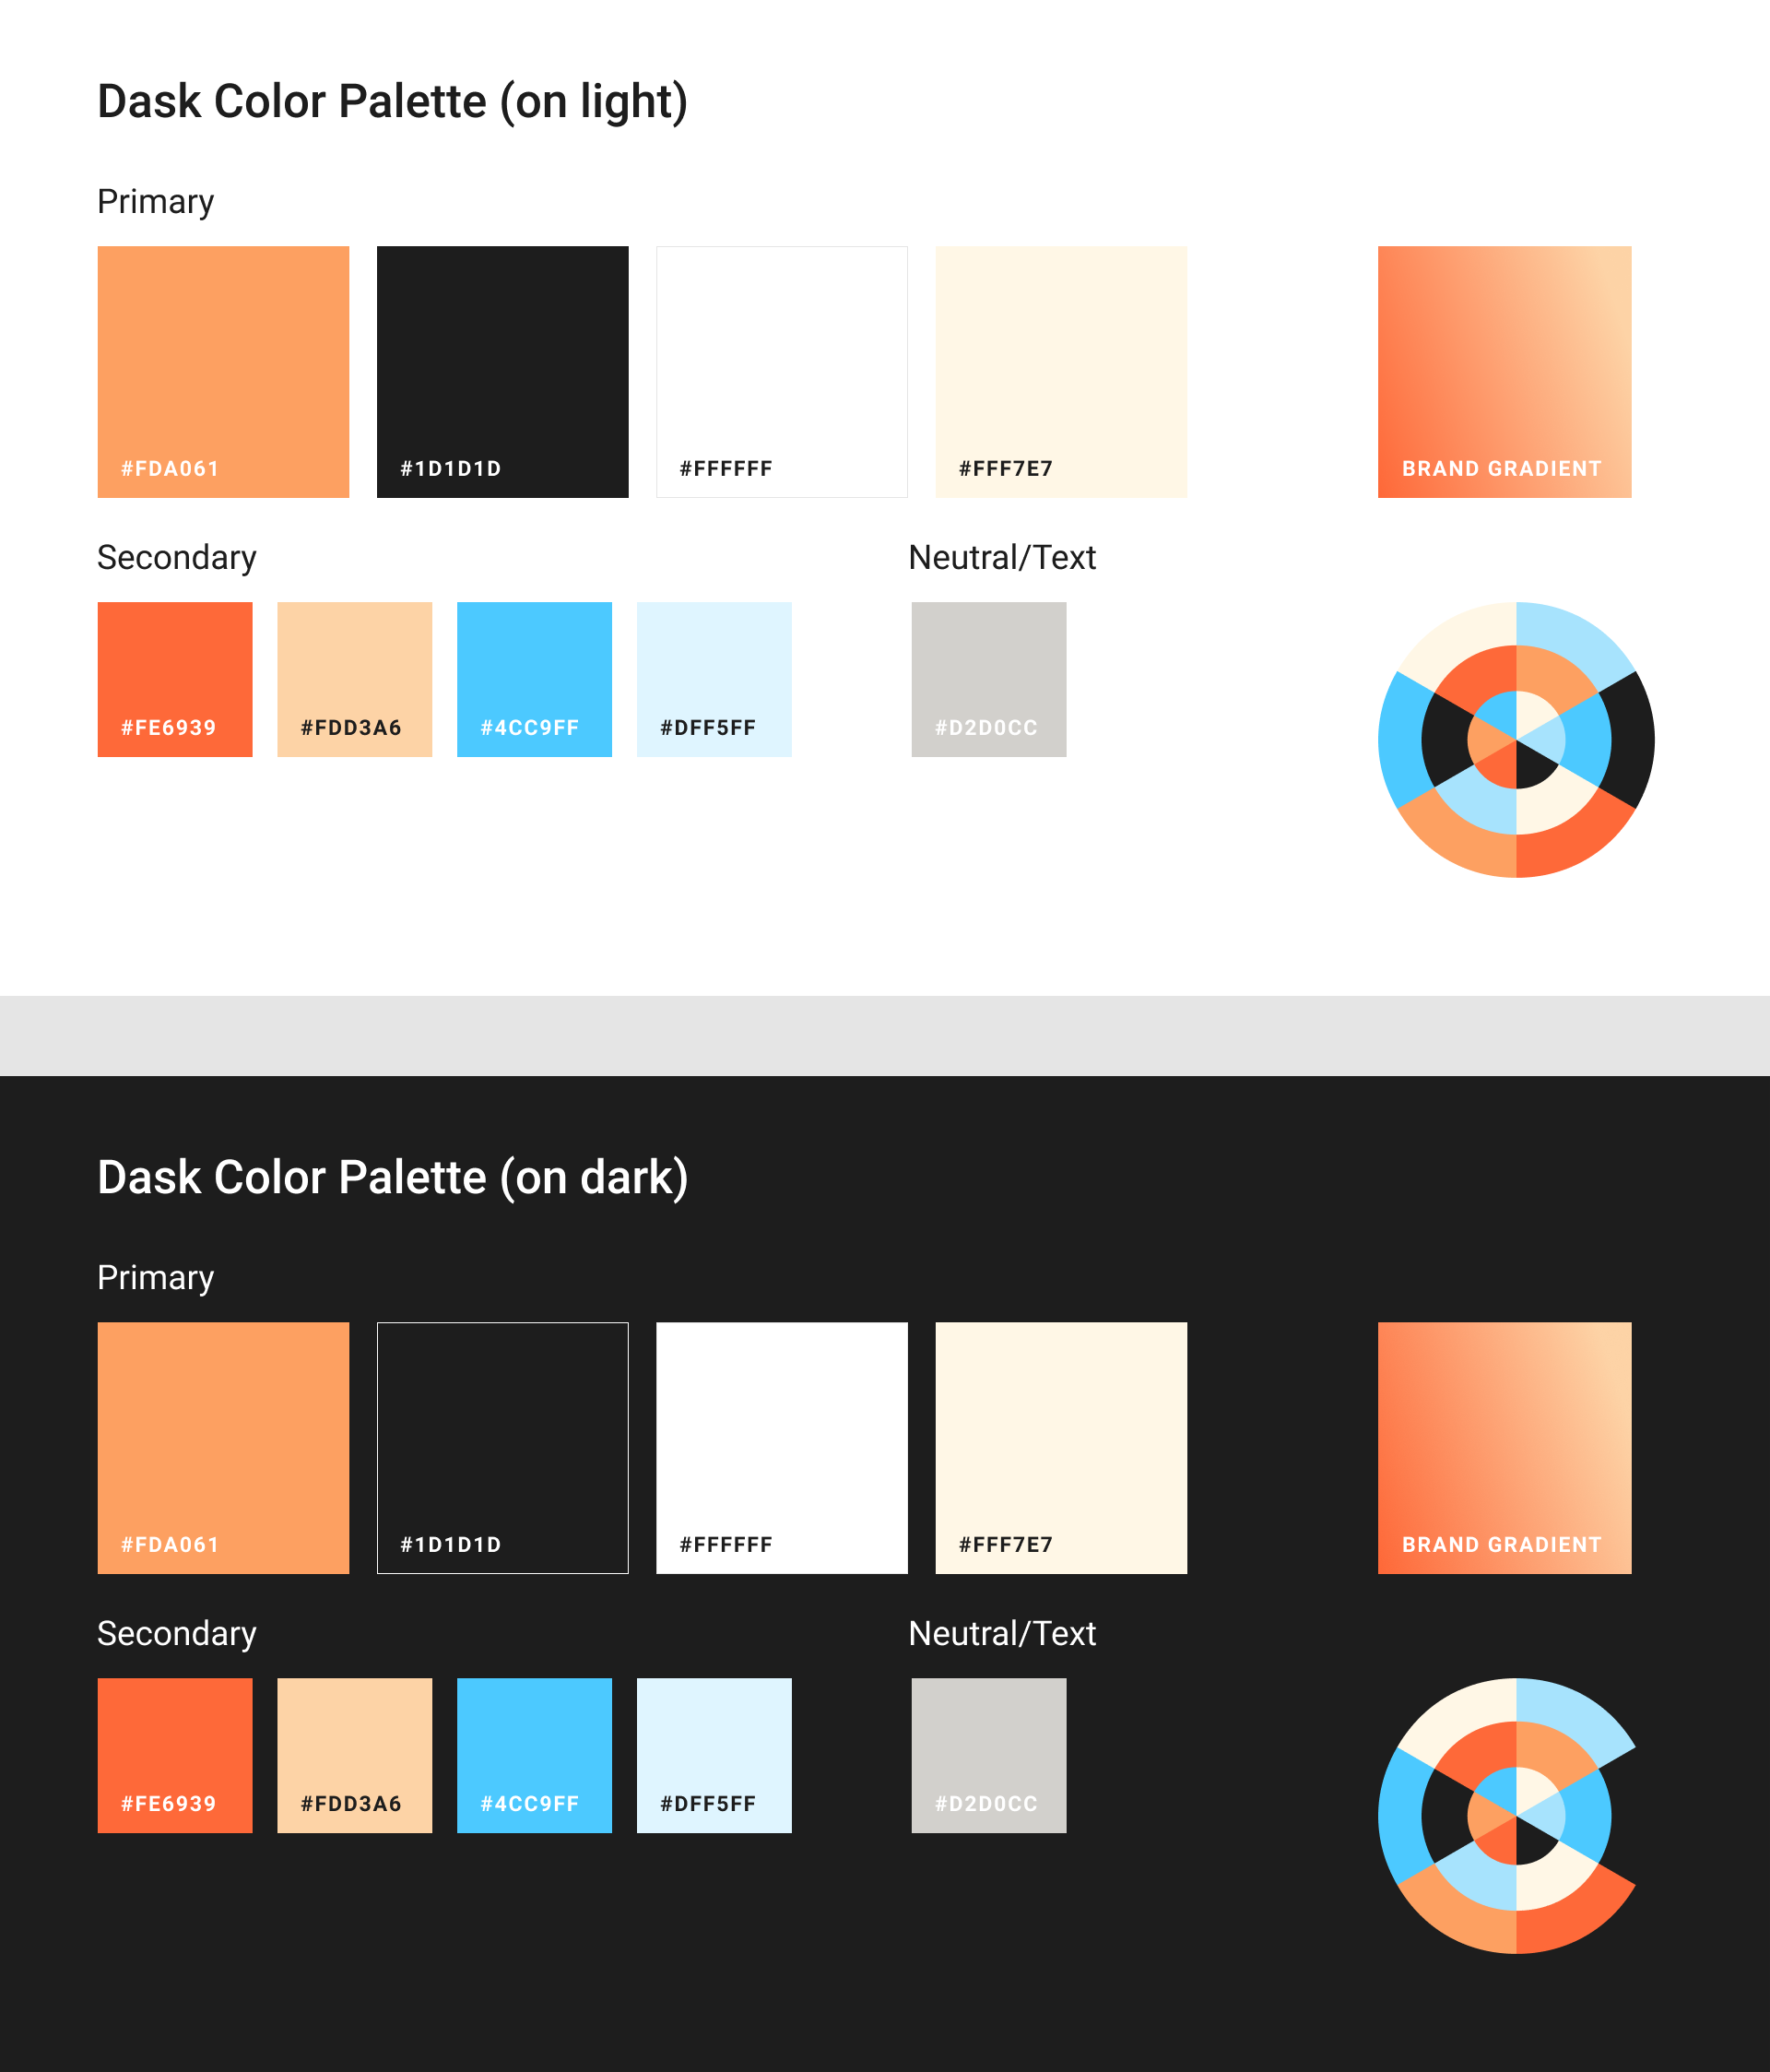 Dask Color Palette (on light)
Primary
#FDA061
#1D1D1D
#FFFFFF
#FFF7E7
BRAND GRADIENT
Secondary
Neutral/Text
#FE6939
#FDD3A6
#4CC9FF
#DFF5FF
#D2D0CC
Dask Color Palette (on dark)
Primary
#FDA061
#1D1D1D
#FFFFFF
#FFF7E7
BRAND GRADIENT
Secondary
Neutral/Text
#FE6939
#FDD3A6
#4CC9FF
#DFF5FF
#D2D0CC